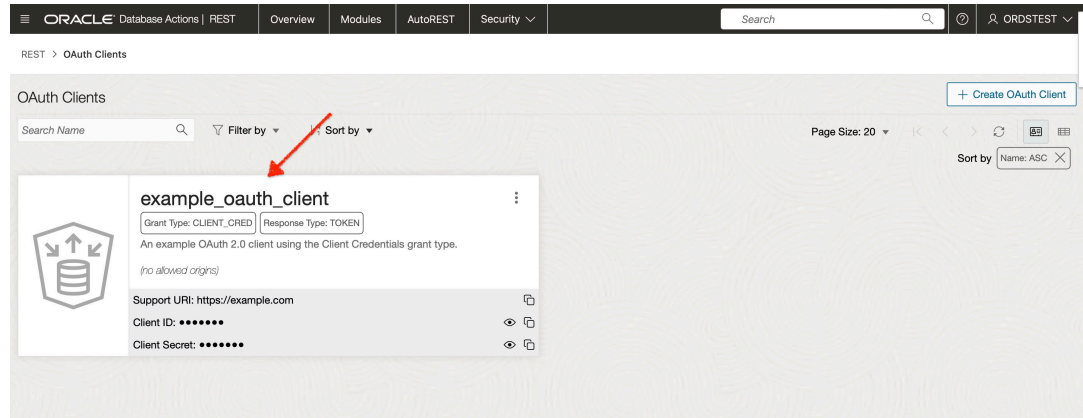 ORACLE® Database Actions | REST Overview Modules AutoREST Security Search ORDSTEST
REST > OAuth Clients
OAuth Clients
+ Create OAuth Client
Search Name Filter by Sort by Page Size: 20
Sort by Name: ASC
example_oauth_client
Grant Type: CLIENT_CRED Response Type: TOKEN
An example OAuth 2.0 client using the Client Credentials grant type.
(no allowed origins)
Support URI: https://example.com
Client ID: •••••••
Client Secret: •••••••